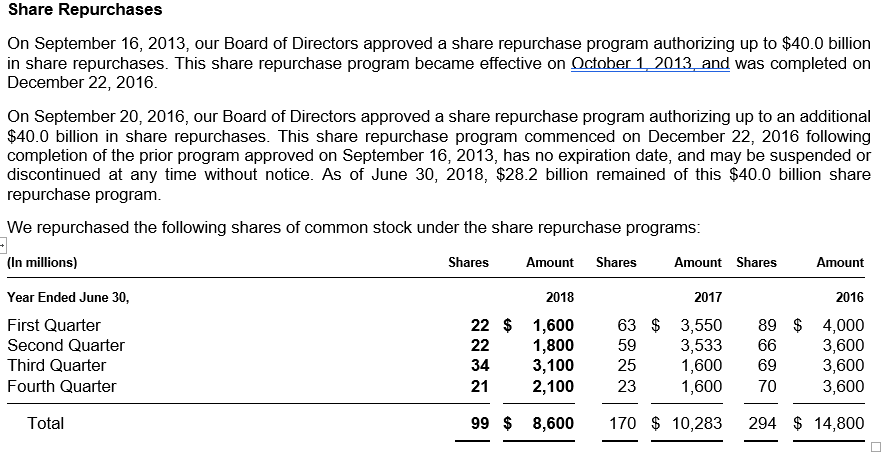 Share Repurchases
On September 16, 2013, our Board of Directors approved a share repurchase program authorizing up to $40.0 billion
in share repurchases. This share repurchase program became effective on October 1, 2013, and was completed on
December 22, 2016.
On September 20, 2016, our Board of Directors approved a share repurchase program authorizing up to an additional
$40.0 billion in share repurchases. This share repurchase program commenced on December 22, 2016 following
completion of the prior program approved on September 16, 2013, has no expiration date, and may be suspended or
discontinued at any time without notice. As of June 30, 2018, $28.2 billion remained of this $40.0 billion share
repurchase program.
We repurchased the following shares of common stock under the share repurchase programs:
(In millions) Shares Amount Shares Amount Shares Amount
Year Ended June 30, 2018 2017 2016
First Quarter 22 $ 1,600 63 $ 3,550 89 $ 4,000
Second Quarter 22 1,800 59 3,533 66 3,600
Third Quarter 34 3,100 25 1,600 69 3,600
Fourth Quarter 21 2,100 23 1,600 70 3,600
Total 99 $ 8,600 170 $ 10,283 294 $ 14,800